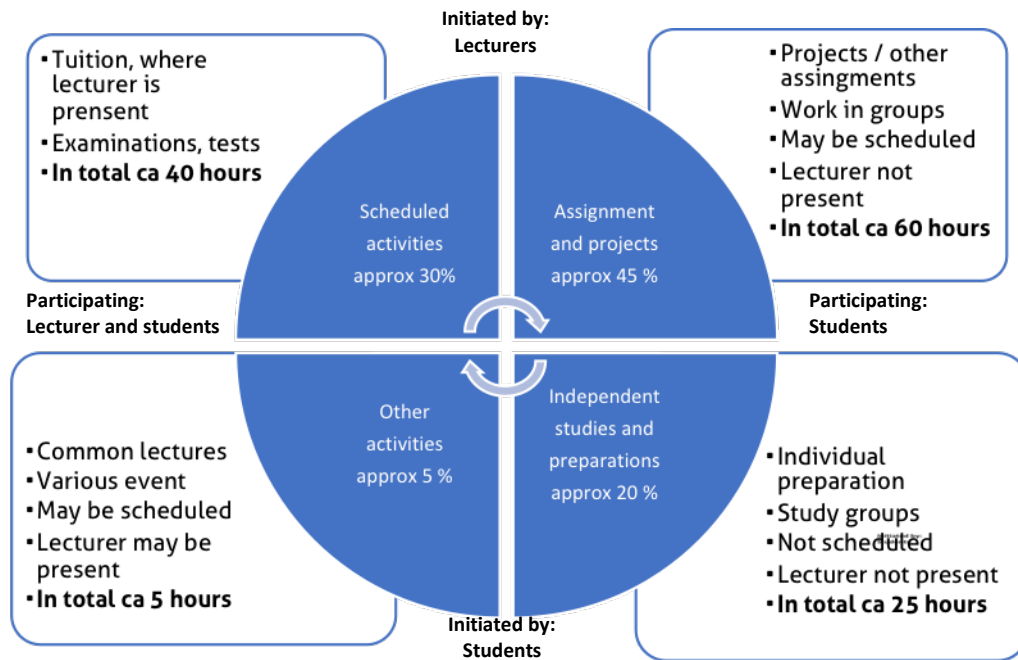 Initiated by:
Lecturers
▪Tuition, where
lecturer is
prensent
▪Examinations, tests
▪In total ca 40 hours
▪Projects / other
assingments
▪Work in groups
▪May be scheduled
▪Lecturer not
present
▪In total ca 60 hours
Scheduled
activities
approx 30%
Assignment
and projects
approx 45 %
Participating:
Lecturer and students
Participating:
Students
Other
activities
approx 5 %
Independent
studies and
preparations
approx 20 %
▪Common lectures
▪Various event
▪May be scheduled
▪Lecturer may be
present
▪In total ca 5 hours
▪Individual
preparation
▪Study groups
▪Not scheduled
▪Lecturer not present
▪In total ca 25 hours
Initiated by:
Students